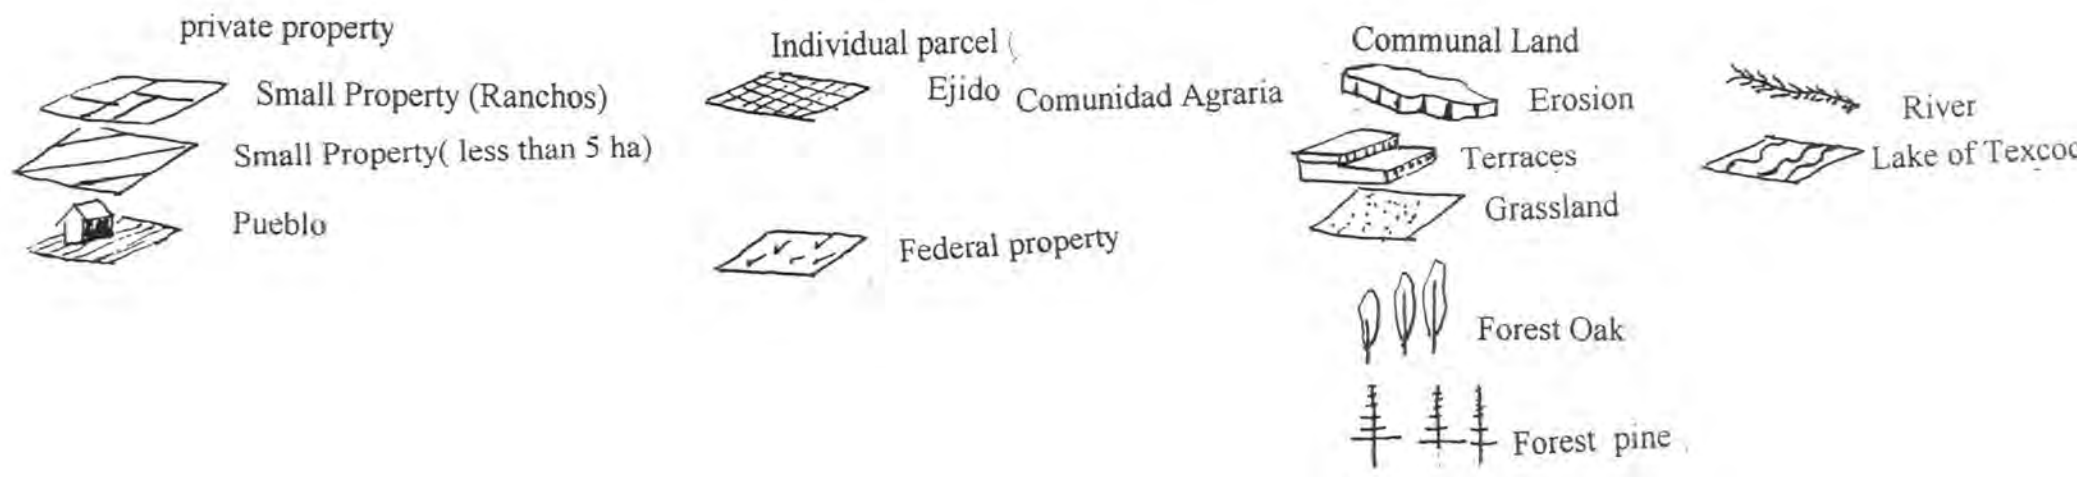 private property
Small Property (Ranchos)
Small Property( less than 5 ha)
Pueblo
Individual parcel (
Ejido Comunidad Agraria
Federal property
Communal Land
Erosion
Terraces
Grassland
Forest Oak
Forest pine
River
Lake of Texcoc